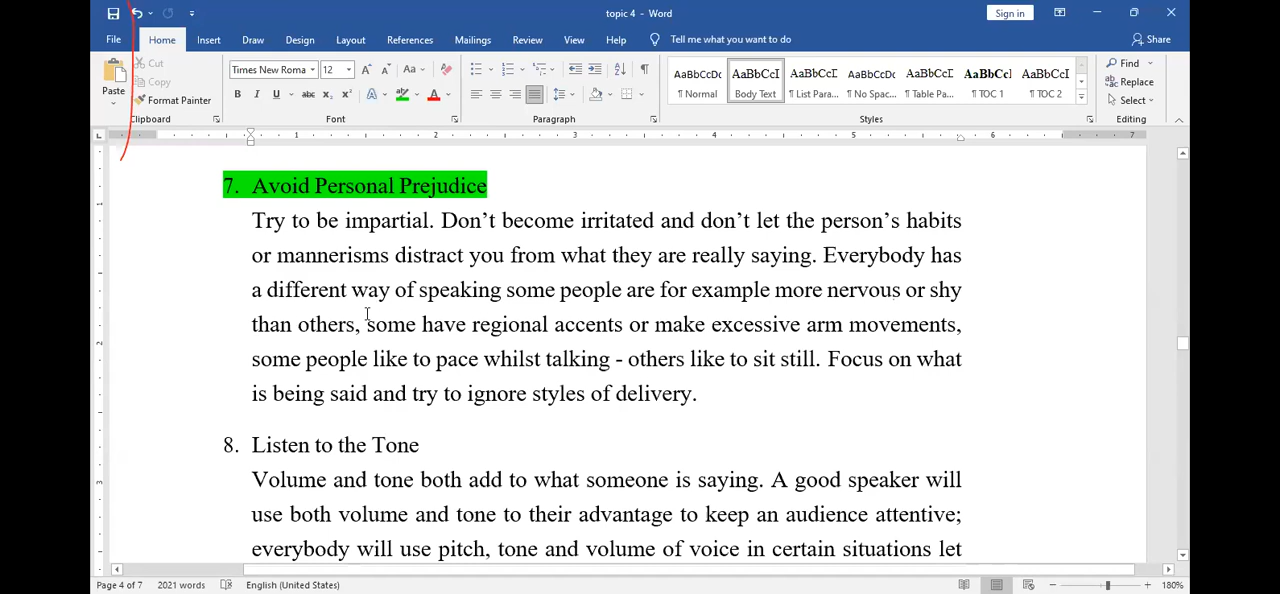 topic 4 - Word
Sign in
File Home Insert Draw Design Layout References Mailings Review View Help Tell me what you want to do Share
Paste Cut Copy Format Painter
Times New Roma 12
AaBbCcDc AaBbCcI AaBbCcI AaBbCcDc AaBbCcI AaBbCcI AaBbCcI
¶ Normal Body Text ¶ List Para... ¶ No Spac... ¶ Table Pa... ¶ TOC 1 ¶ TOC 2
Find Replace Select
Clipboard Font Paragraph Styles Editing
1 2 3 4 5 6 7
7. Avoid Personal Prejudice
Try to be impartial. Don’t become irritated and don’t let the person’s habits
or mannerisms distract you from what they are really saying. Everybody has
a different way of speaking some people are for example more nervous or shy
than others, some have regional accents or make excessive arm movements,
some people like to pace whilst talking - others like to sit still. Focus on what
is being said and try to ignore styles of delivery.
8. Listen to the Tone
Volume and tone both add to what someone is saying. A good speaker will
use both volume and tone to their advantage to keep an audience attentive;
everybody will use pitch, tone and volume of voice in certain situations let
Page 4 of 7 2021 words English (United States) 180%